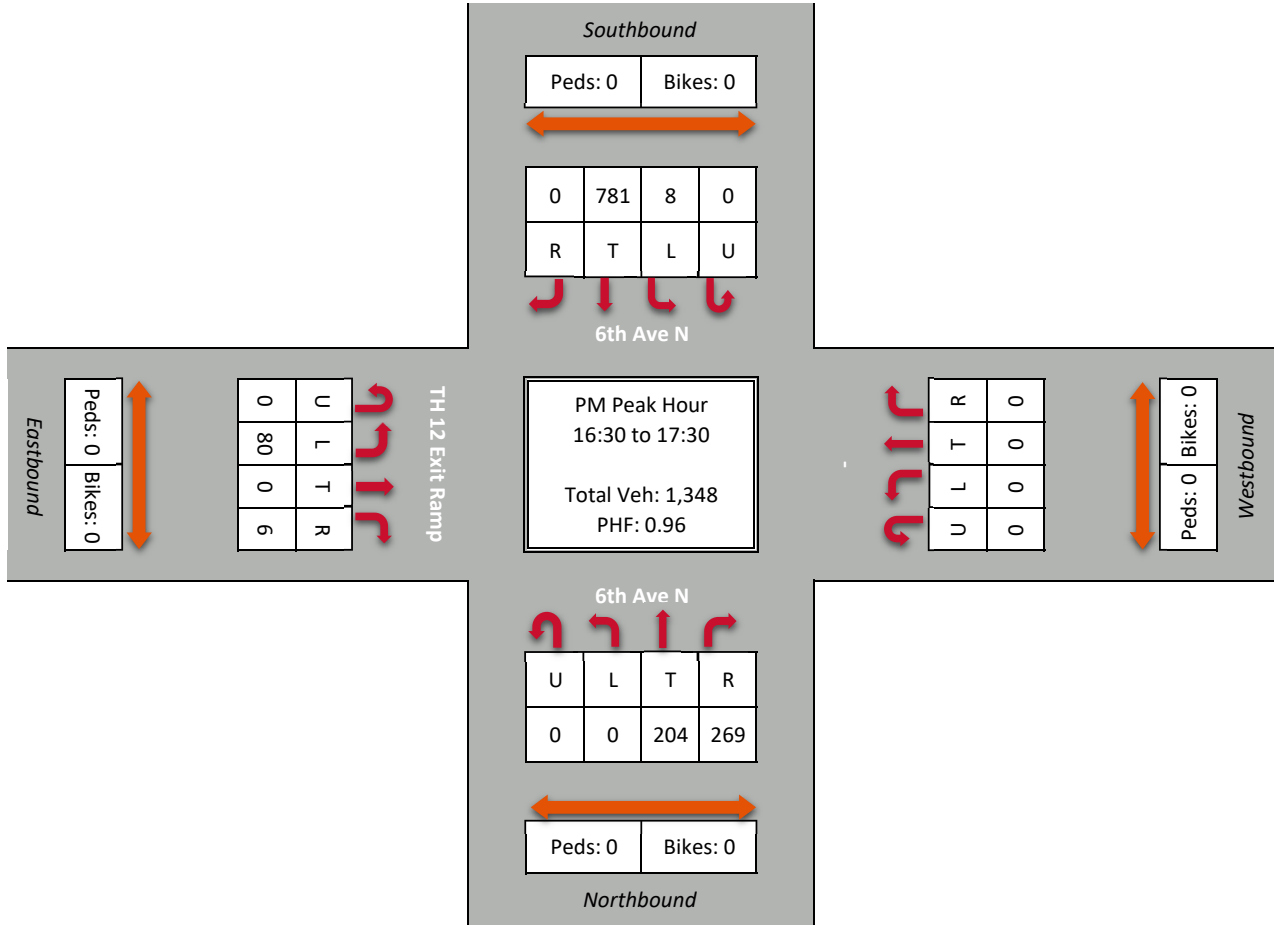 Southbound
Peds: 0 Bikes: 0
0 781 8 0
R T L U
6th Ave N
Eastbound
Peds: 0 Bikes: 0
0 80 0 6
U L T R
TH 12 Exit Ramp
PM Peak Hour
16:30 to 17:30
Total Veh: 1,348
PHF: 0.96
-
R T L U
0 0 0 0
Peds: 0 Bikes: 0
Westbound
6th Ave N
U L T R
0 0 204 269
Peds: 0 Bikes: 0
Northbound